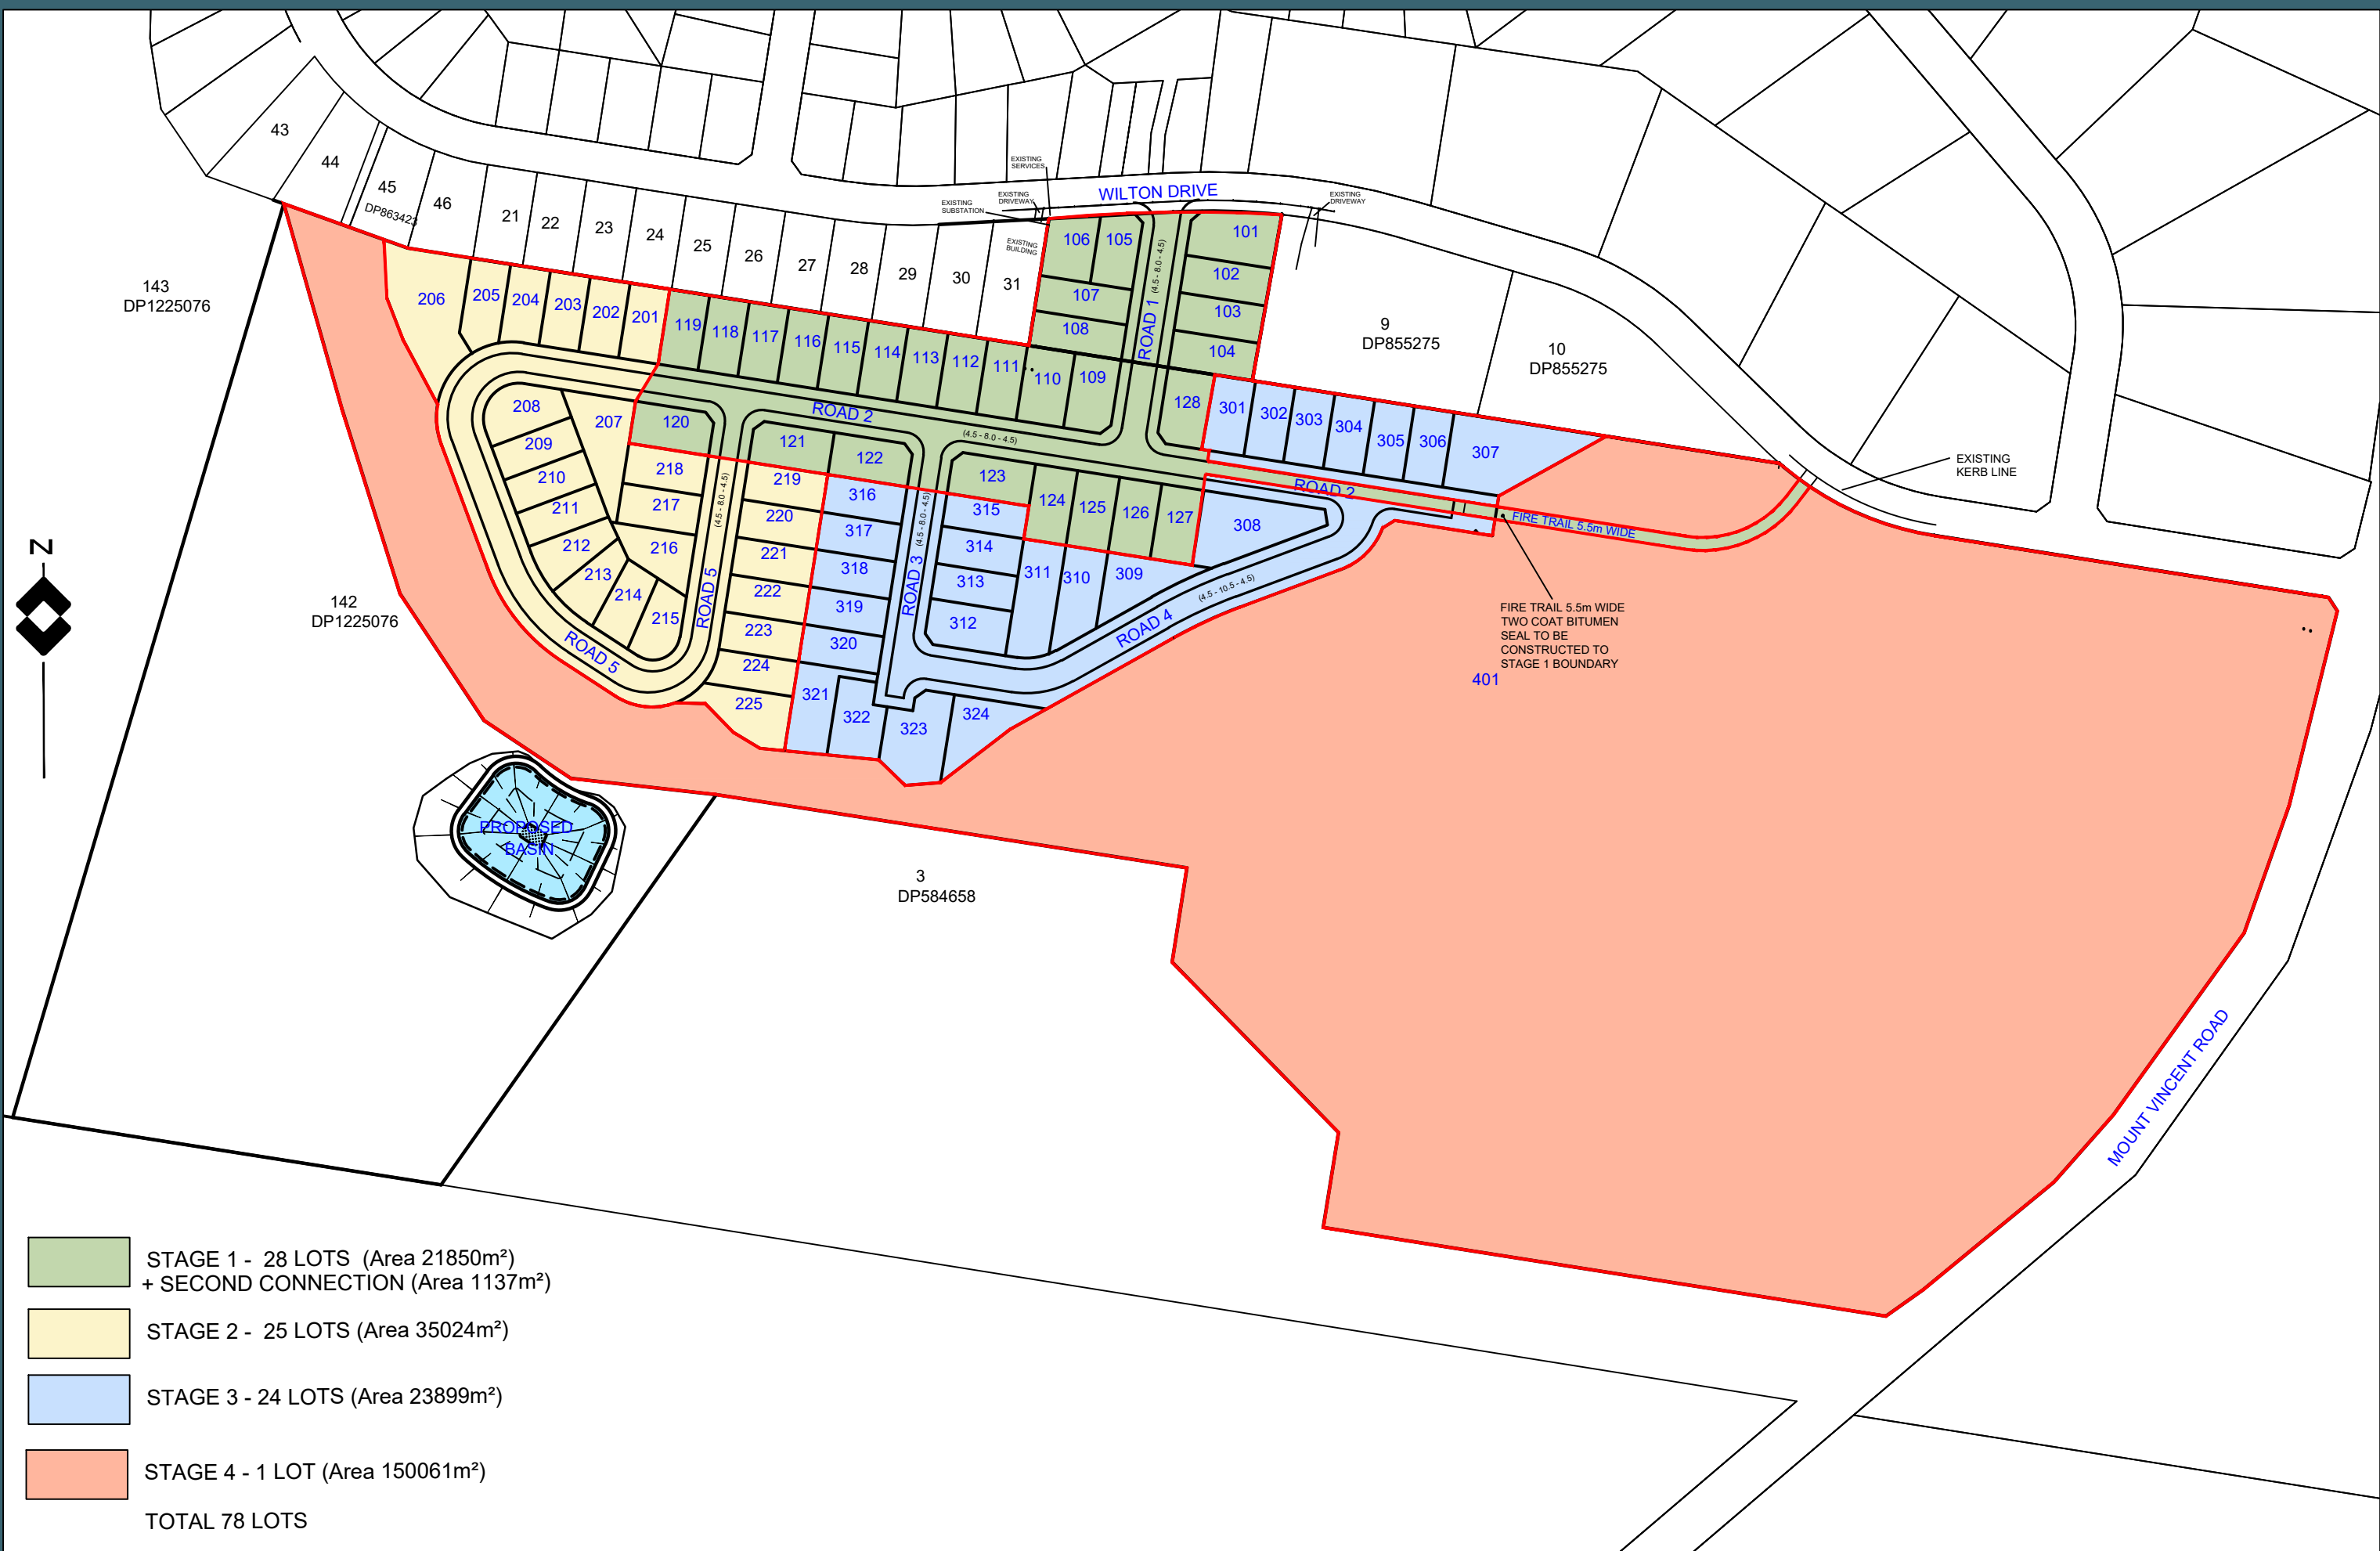 43
44
45
DP863423
46
21
22
23
24
25
26
27
28
29
30
31
EXISTING
SERVICES
EXISTING
DRIVEWAY
EXISTING
SUBSTATION
EXISTING
BUILDING
WILTON DRIVE
EXISTING
DRIVEWAY
143
DP1225076
142
DP1225076
9
DP855275
10
DP855275
3
DP584658
EXISTING
KERB LINE
106
105
101
102
107
103
108
104
ROAD 1
(4.5 - 8.0 - 4.5)
206
205
204
203
202
201
119
118
117
116
115
114
113
112
111
110
109
128
301
302
303
304
305
306
307
ROAD 2
(4.5 - 8.0 - 4.5)
208
207
209
210
211
212
213
214
215
216
217
218
120
121
122
123
124
125
126
127
219
220
221
222
223
224
225
ROAD 5
(4.5 - 8.0 - 4.5)
ROAD 5
316
317
318
319
320
321
322
323
324
ROAD 3
(4.5 - 8.0 - 4.5)
315
314
313
312
311
310
309
308
ROAD 2
ROAD 4
(4.5 - 10.5 - 4.5)
FIRE TRAIL 5.5m WIDE
FIRE TRAIL 5.5m WIDE
TWO COAT BITUMEN
SEAL TO BE
CONSTRUCTED TO
STAGE 1 BOUNDARY
401
MOUNT VINCENT ROAD
PROPOSED
BASIN
N
STAGE 1 - 28 LOTS (Area 21850m²)
+ SECOND CONNECTION (Area 1137m²)
STAGE 2 - 25 LOTS (Area 35024m²)
STAGE 3 - 24 LOTS (Area 23899m²)
STAGE 4 - 1 LOT (Area 150061m²)
TOTAL 78 LOTS